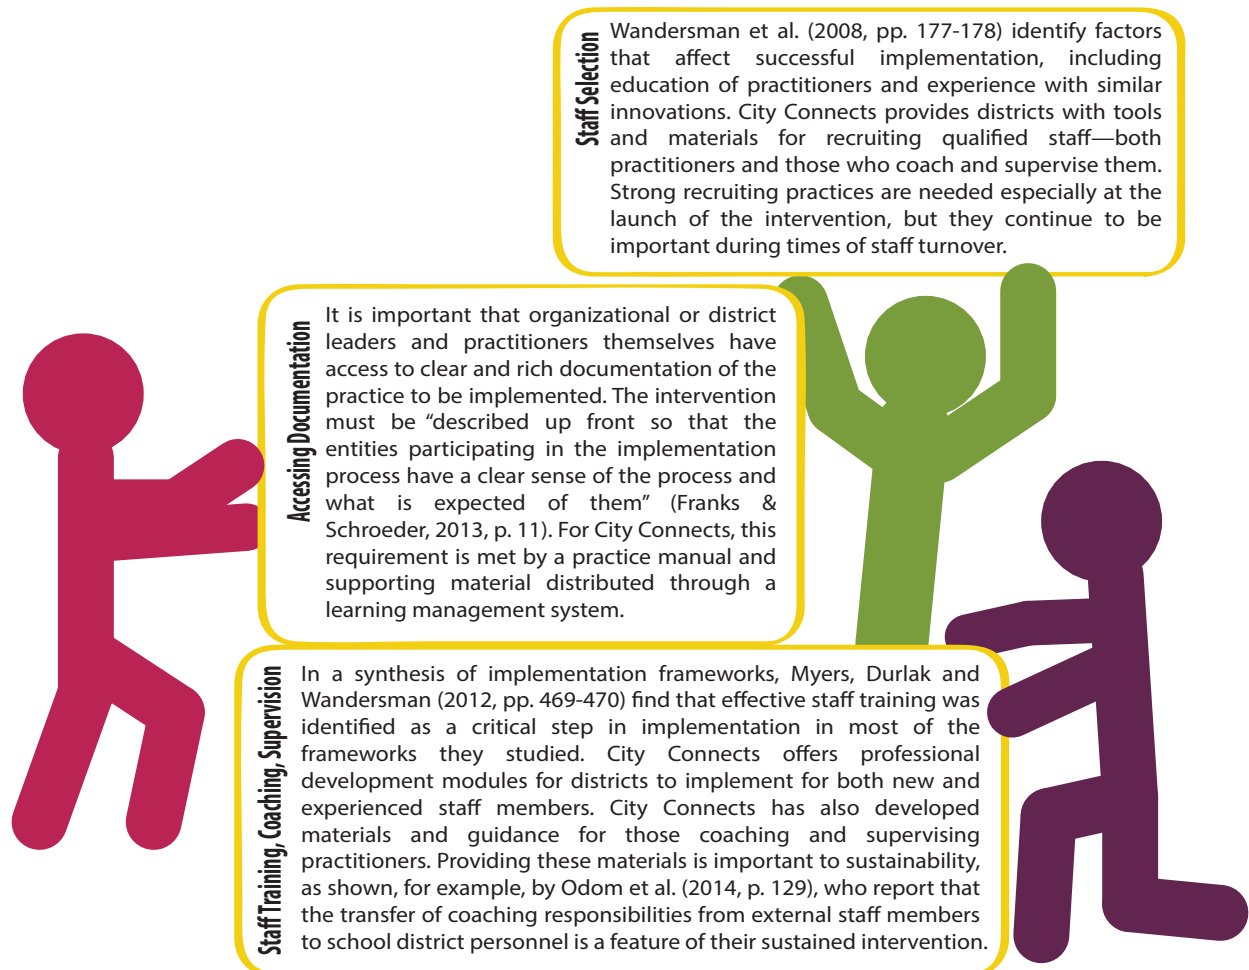 Staff Selection
Wandersman et al. (2008, pp. 177-178) identify factors
that affect successful implementation, including
education of practitioners and experience with similar
innovations. City Connects provides districts with tools
and materials for recruiting qualified staff—both
practitioners and those who coach and supervise them.
Strong recruiting practices are needed especially at the
launch of the intervention, but they continue to be
important during times of staff turnover.
Accessing Documentation
It is important that organizational or district
leaders and practitioners themselves have
access to clear and rich documentation of the
practice to be implemented. The intervention
must be “described up front so that the
entities participating in the implementation
process have a clear sense of the process and
what is expected of them” (Franks &
Schroeder, 2013, p. 11). For City Connects, this
requirement is met by a practice manual and
supporting material distributed through a
learning management system.
Staff Training, Coaching, Supervision
In a synthesis of implementation frameworks, Myers, Durlak and
Wandersman (2012, pp. 469-470) find that effective staff training was
identified as a critical step in implementation in most of the
frameworks they studied. City Connects offers professional
development modules for districts to implement for both new and
experienced staff members. City Connects has also developed
materials and guidance for those coaching and supervising
practitioners. Providing these materials is important to sustainability,
as shown, for example, by Odom et al. (2014, p. 129), who report that
the transfer of coaching responsibilities from external staff members
to school district personnel is a feature of their sustained intervention.